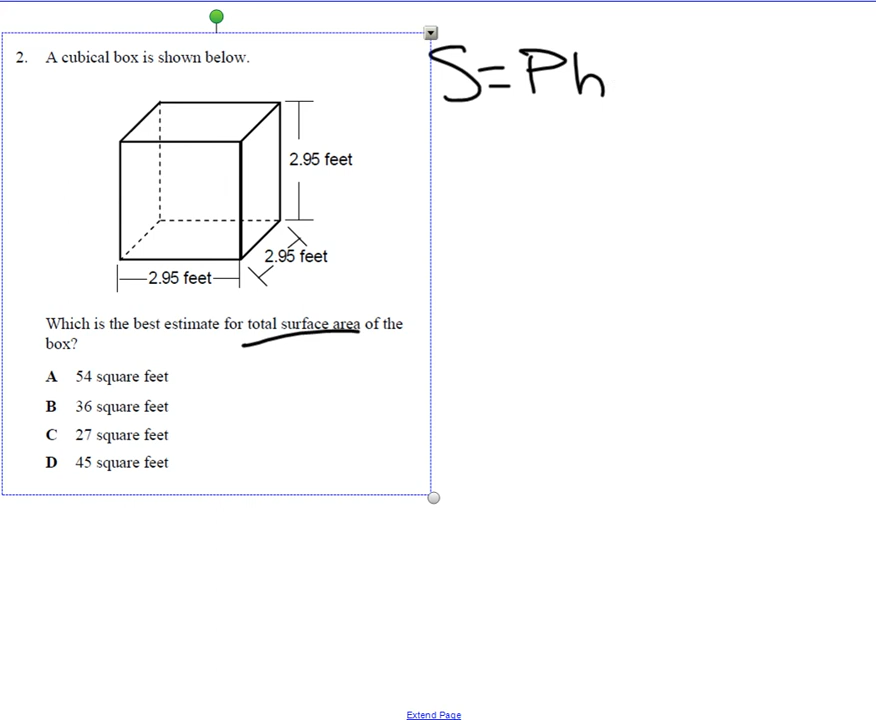 2. A cubical box is shown below.
S=Ph
2.95 feet
2.95 feet
2.95 feet
Which is the best estimate for total surface area of the
box?
A 54 square feet
B 36 square feet
C 27 square feet
D 45 square feet
Extend Page